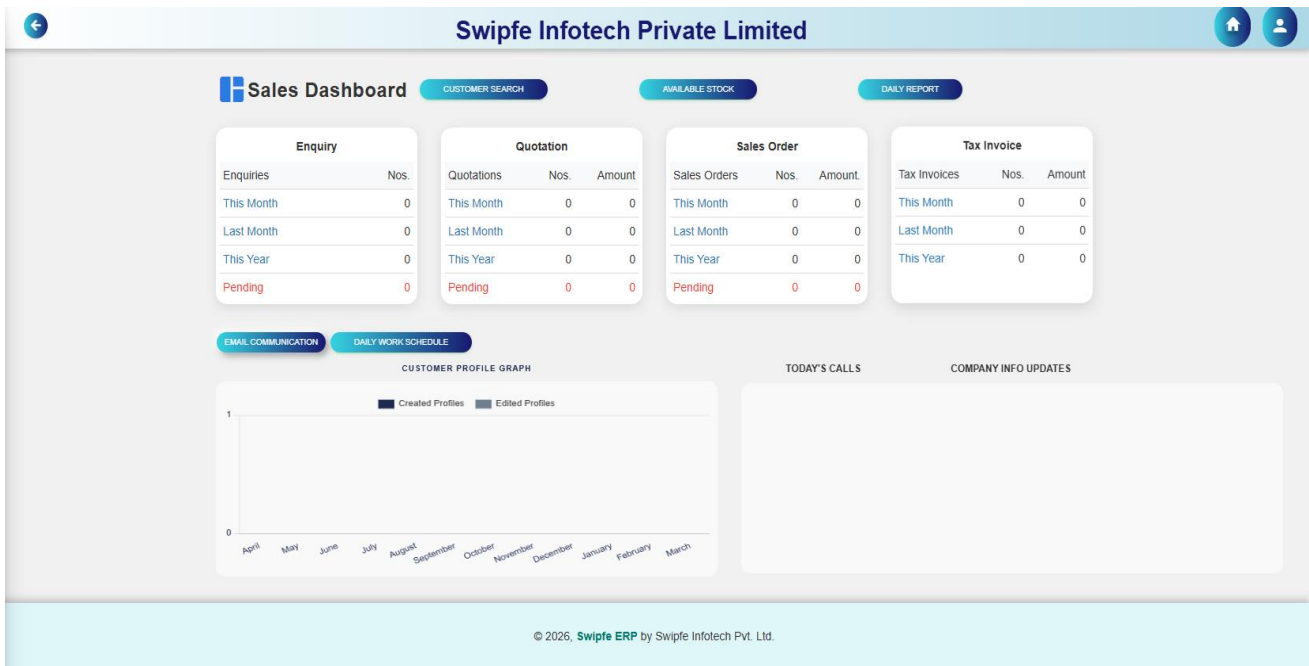 Swipfe Infotech Private Limited
Sales Dashboard CUSTOMER SEARCH AVAILABLE STOCK DAILY REPORT
Enquiry
Enquiries Nos.
This Month 0
Last Month 0
This Year 0
Pending 0
Quotation
Quotations Nos. Amount
This Month 0 0
Last Month 0 0
This Year 0 0
Pending 0 0
Sales Order
Sales Orders Nos. Amount.
This Month 0 0
Last Month 0 0
This Year 0 0
Pending 0 0
Tax Invoice
Tax Invoices Nos. Amount
This Month 0 0
Last Month 0 0
This Year 0 0
EMAIL COMMUNICATION DAILY WORK SCHEDULE
CUSTOMER PROFILE GRAPH
Created Profiles Edited Profiles
1
0
April May June July August September October November December January February March
TODAY'S CALLS COMPANY INFO UPDATES
© 2026, Swipfe ERP by Swipfe Infotech Pvt. Ltd.